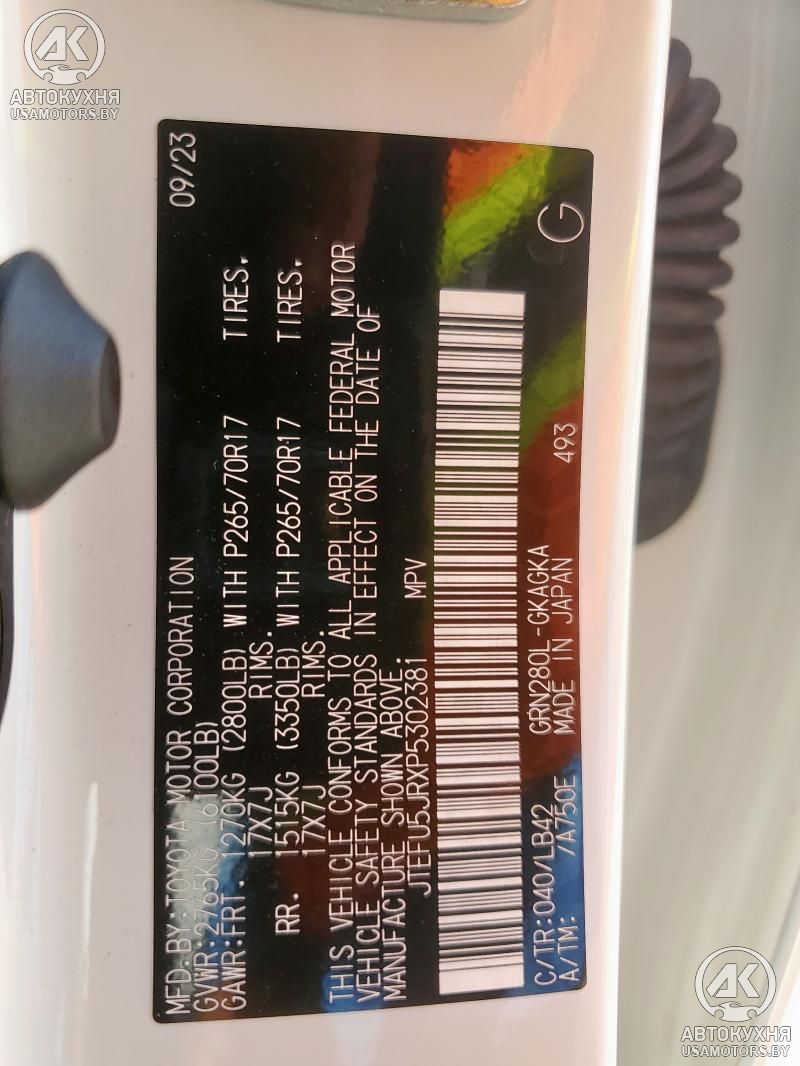 AK
АВТОКУХНЯ
USAMOTORS.BY
MFD.BY:TOYOTA MOTOR CORPORATION 09/23
GVWR:2765KG (6100LB)
GAWR:FRT. 1270KG (2800LB) WITH P265/70R17 TIRES.
17X7J RIMS.
RR. 1515KG (3350LB) WITH P265/70R17 TIRES.
17X7J RIMS.
THIS VEHICLE CONFORMS TO ALL APPLICABLE FEDERAL MOTOR
VEHICLE SAFETY STANDARDS IN EFFECT ON THE DATE OF
MANUFACTURE SHOWN ABOVE.
JTEFU5JRXP5302381 MPV
C/TR:040/LB42 GRN280L-GKAGKA G
A/TM: /A750E MADE IN JAPAN 493
AK
АВТОКУХНЯ
USAMOTORS.BY